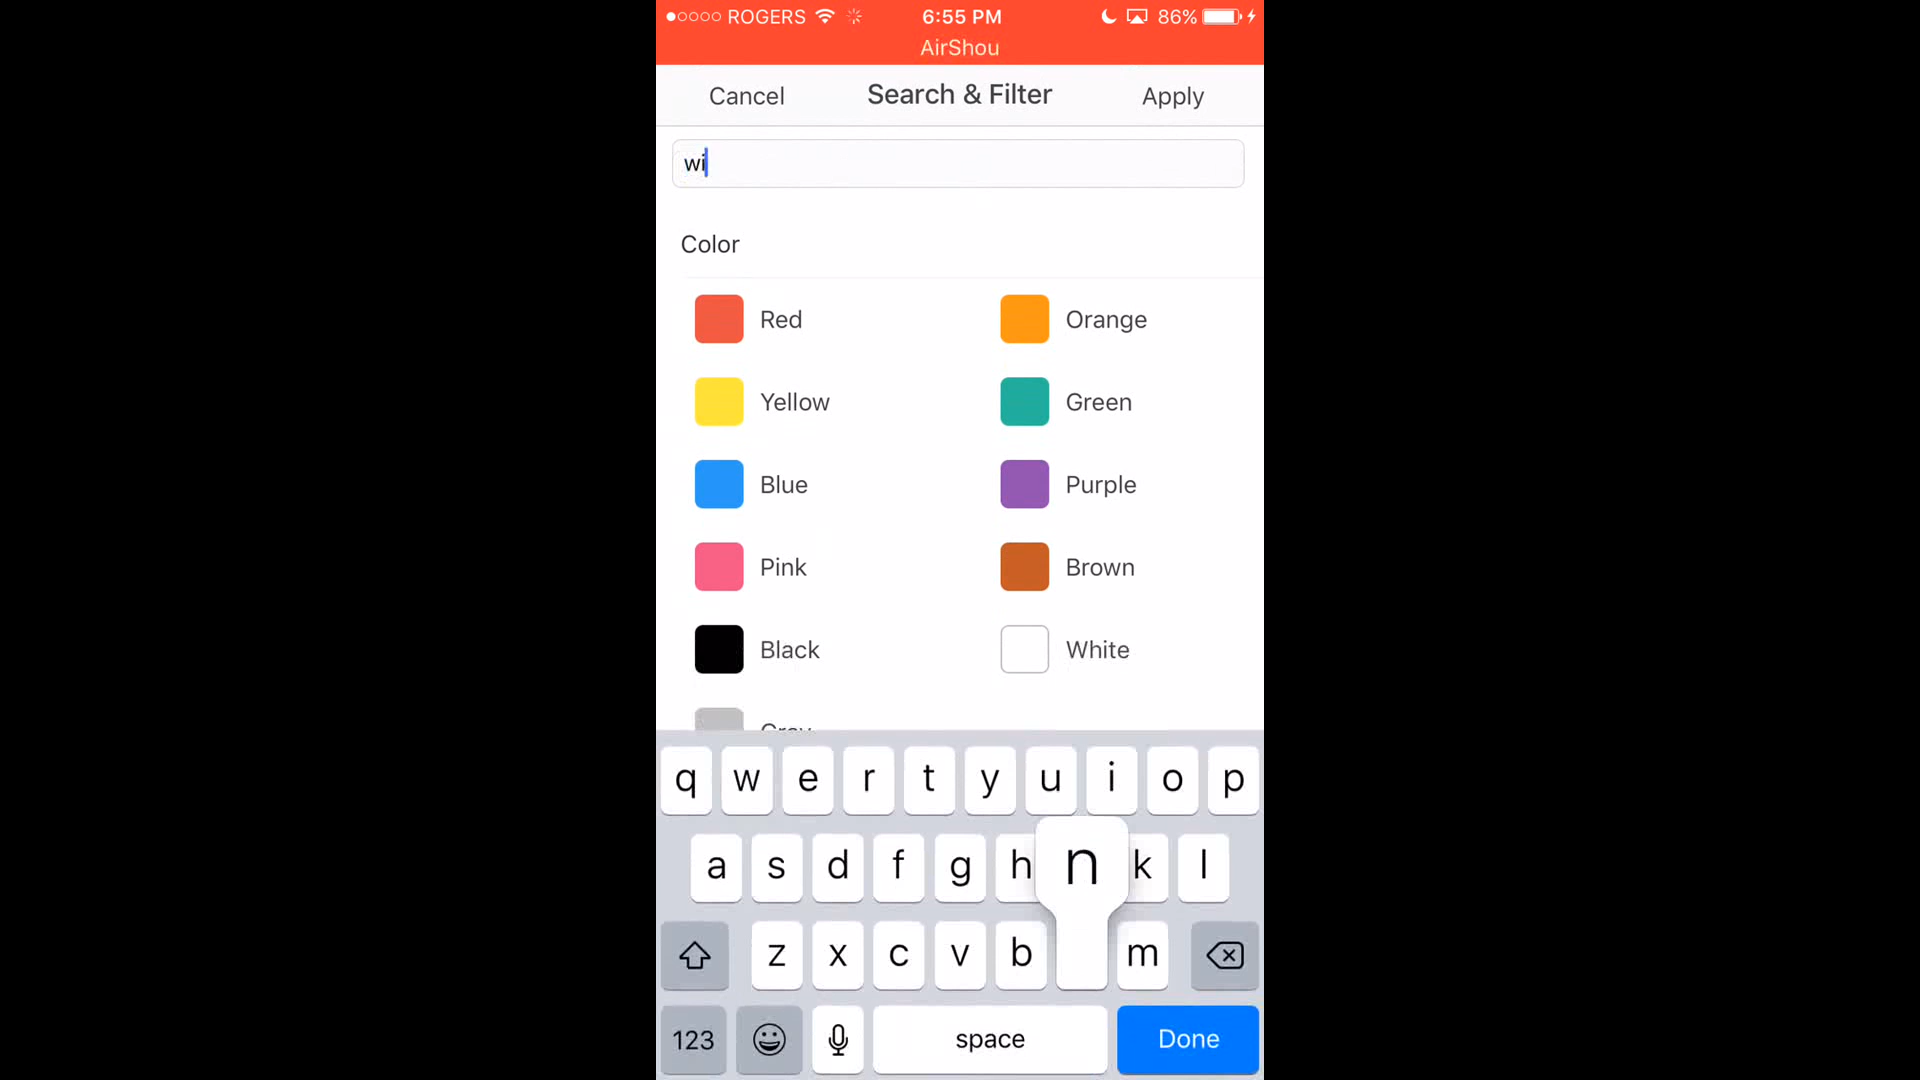 ROGERS 6:55 PM 86%
AirShou
Cancel Search & Filter Apply
wi
Color
Red Orange
Yellow Green
Blue Purple
Pink Brown
Black White
Gray
q w e r t y u i o p
a s d f g h n k l
z x c v b m
123 space Done